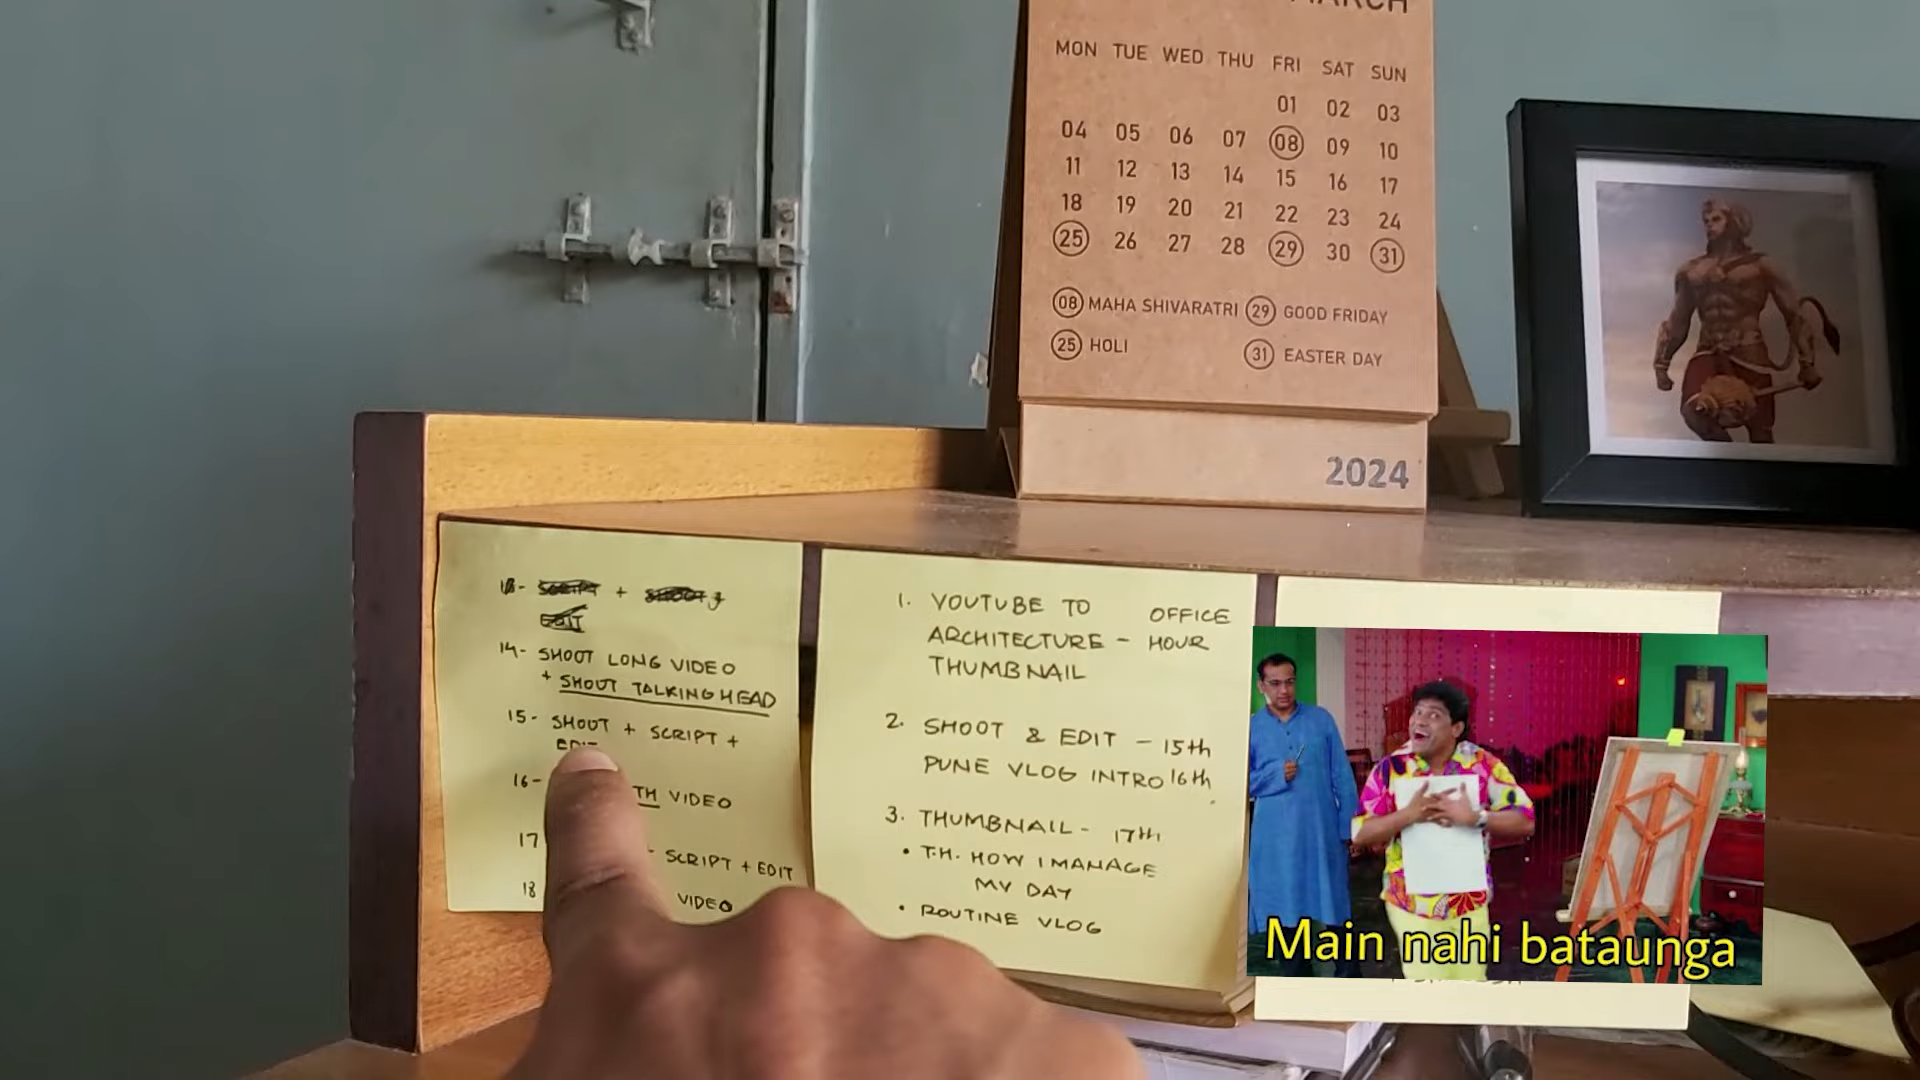 MARCH
MON TUE WED THU FRI SAT SUN
01 02 03
04 05 06 07 08 09 10
11 12 13 14 15 16 17
18 19 20 21 22 23 24
25 26 27 28 29 30 31
08 MAHA SHIVARATRI 29 GOOD FRIDAY
25 HOLI 31 EASTER DAY
2024
+
14- SHOOT LONG VIDEO
+ SHOUT TALKING HEAD
15- SHOOT + SCRIPT +
EDIT
16- TH VIDEO
17 - SCRIPT + EDIT
18 VIDEO
1. YOUTUBE TO OFFICE
ARCHITECTURE - HOUR
THUMBNAIL
2. SHOOT & EDIT - 15th
PUNE VLOG INTRO 16th
3. THUMBNAIL - 17th
• T.H. HOW I MANAGE
MY DAY
• ROUTINE VLOG
Main nahi bataunga